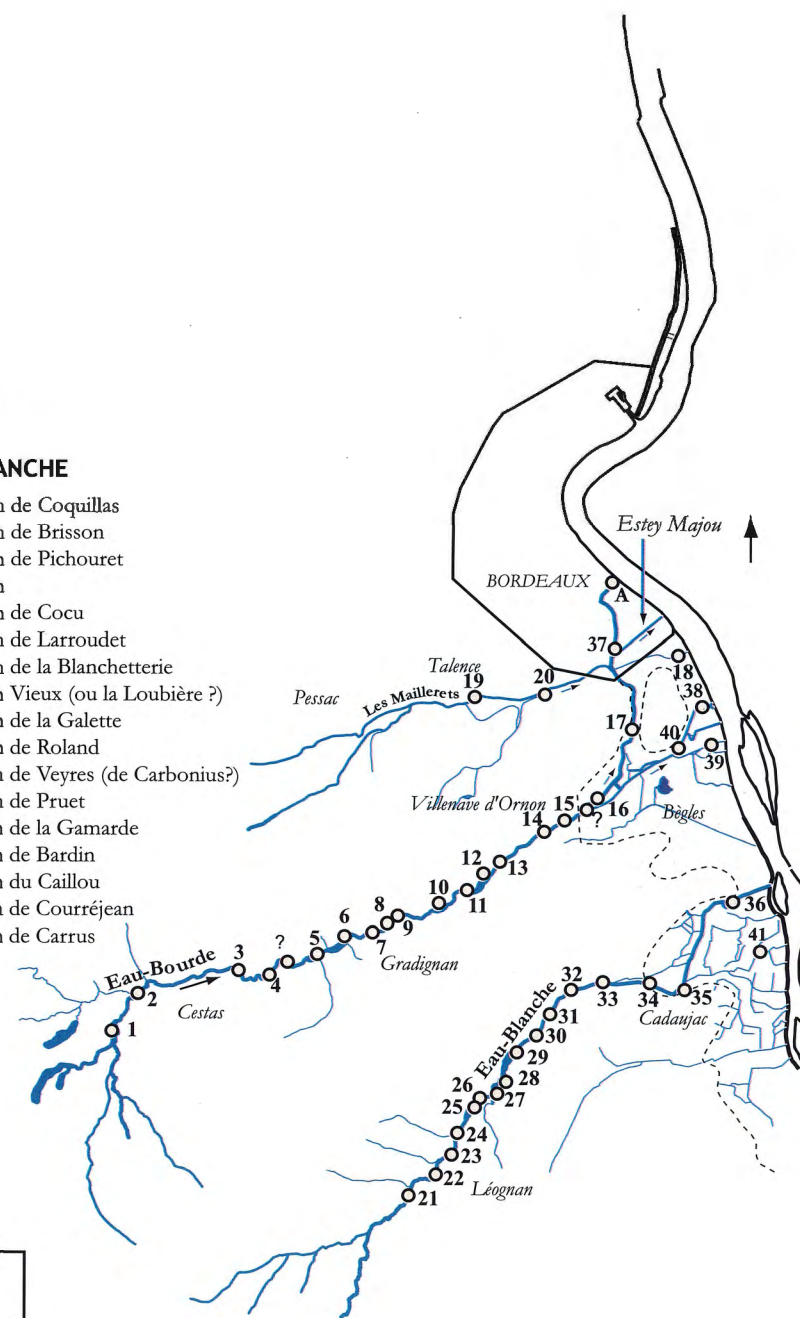 ANCHE
n de Coquillas
n de Brisson
n de Pichouret
n
n de Cocu
n de Larroudet
n de la Blanchetterie
n Vieux (ou la Loubière ?)
n de la Galette
n de Roland
n de Veyres (de Carbonius?)
n de Pruet
n de la Gamarde
n de Bardin
n du Caillou
n de Courréjean
n de Carrus
Estey Majou
BORDEAUX
A
37
Talence
19
20
18
Pessac
Les Maillerets
38
17
40
39
Villenave d'Ornon
15
16
?
Bègles
14
12
13
10
11
8
9
6
7
?
5
Gradignan
3
4
Eau-Bourde
2
Cestas
1
36
41
32
33
34
35
Cadaujac
Eau-Blanche
31
30
29
28
26
27
25
24
23
22
Léognan
21